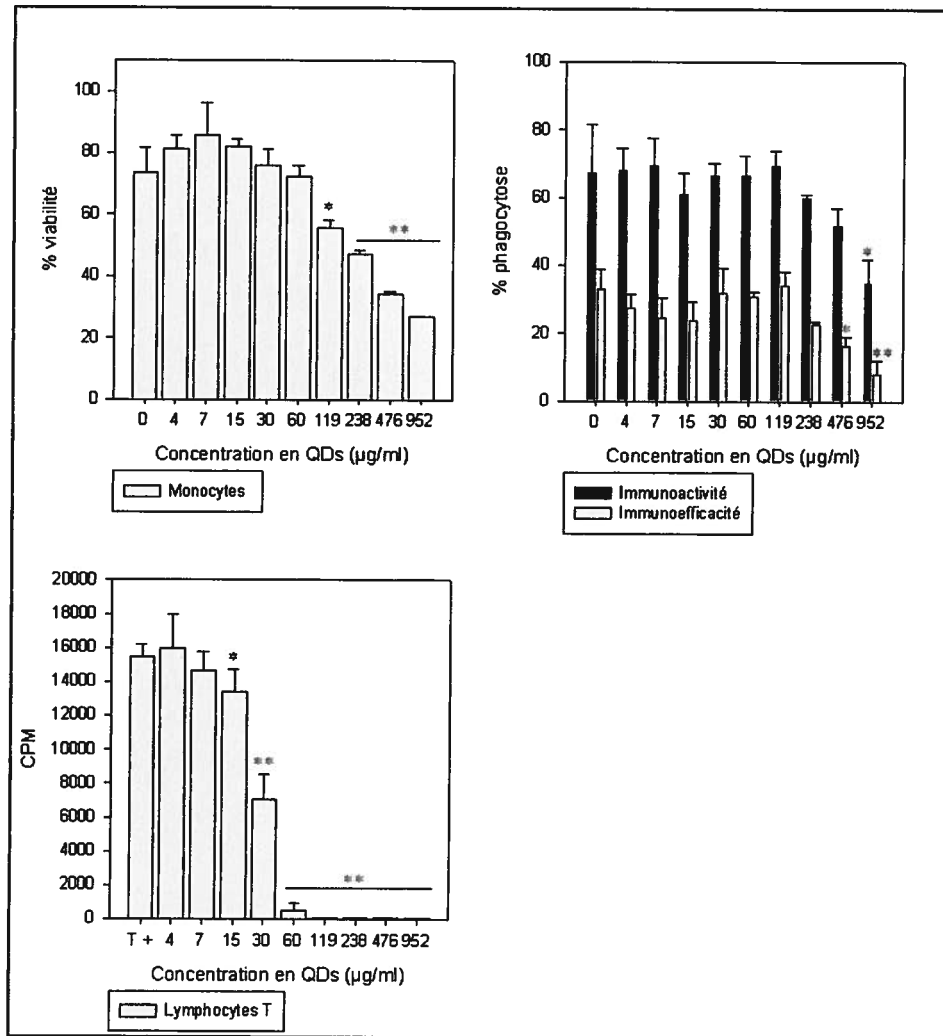 100
80
60
40
20
0
% viabilité
*
**
0 4 7 15 30 60 119 238 476 952
Concentration en QDs (µg/ml)
Monocytes
80
60
40
20
0
% phagocytose
*
*
**
0 4 7 15 30 60 119 238 476 952
Concentration en QDs (µg/ml)
Immunoactivité
Immunoefficacité
20000
18000
16000
14000
12000
10000
8000
6000
4000
2000
0
CPM
*
**
**
T + 4 7 15 30 60 119 238 476 952
Concentration en QDs (µg/ml)
Lymphocytes T